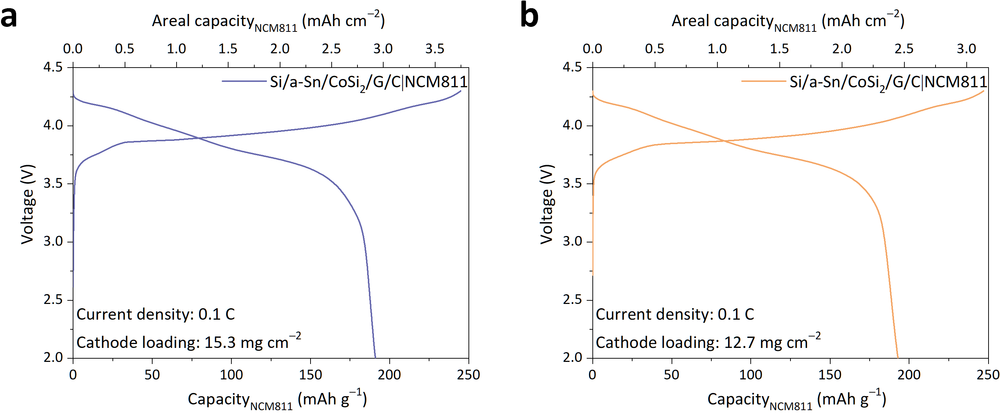 a
Areal capacity_NCM811 (mAh cm⁻²)
0.0 0.5 1.0 1.5 2.0 2.5 3.0 3.5
4.5
4.0
3.5
3.0
2.5
2.0
Voltage (V)
Si/a-Sn/CoSi₂/G/C|NCM811
Current density: 0.1 C
Cathode loading: 15.3 mg cm⁻²
0 50 100 150 200 250
Capacity_NCM811 (mAh g⁻¹)
b
Areal capacity_NCM811 (mAh cm⁻²)
0.0 0.5 1.0 1.5 2.0 2.5 3.0
4.5
4.0
3.5
3.0
2.5
2.0
Voltage (V)
Si/a-Sn/CoSi₂/G/C|NCM811
Current density: 0.1 C
Cathode loading: 12.7 mg cm⁻²
0 50 100 150 200 250
Capacity_NCM811 (mAh g⁻¹)